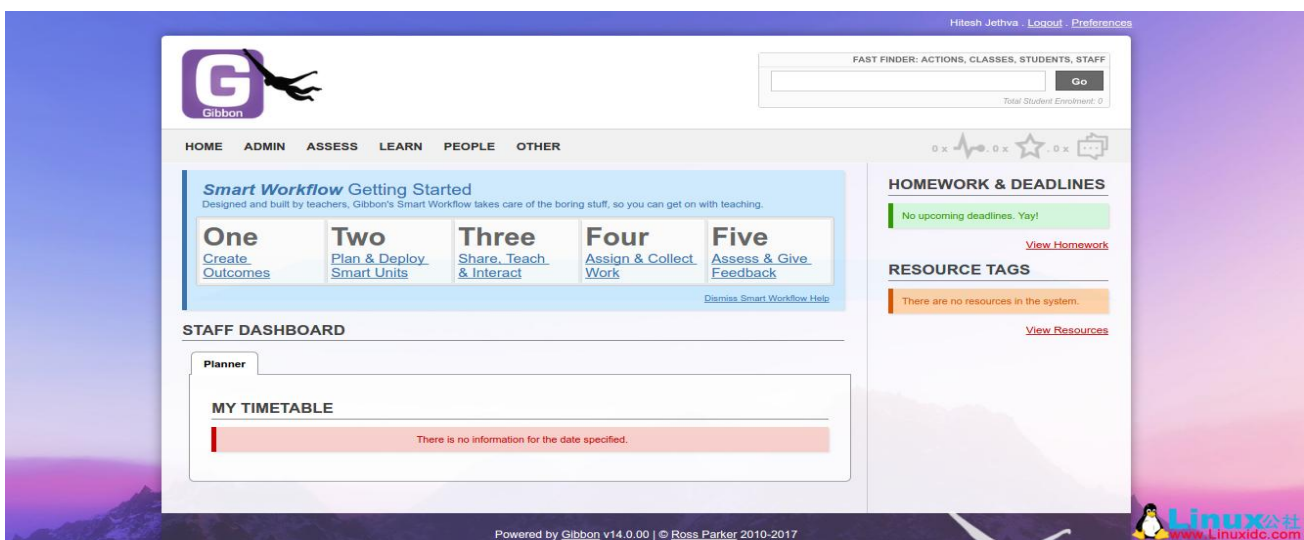 Hitesh Jethva . Logout . Preferences
Gibbon
FAST FINDER: ACTIONS, CLASSES, STUDENTS, STAFF
Go
Total Student Enrolment: 0
HOME ADMIN ASSESS LEARN PEOPLE OTHER
0 x . 0 x . 0 x
Smart Workflow Getting Started
Designed and built by teachers, Gibbon's Smart Workflow takes care of the boring stuff, so you can get on with teaching.
One
Create
Outcomes
Two
Plan & Deploy
Smart Units
Three
Share, Teach
& Interact
Four
Assign & Collect
Work
Five
Assess & Give
Feedback
Dismiss Smart Workflow Help
STAFF DASHBOARD
Planner
MY TIMETABLE
There is no information for the date specified.
HOMEWORK & DEADLINES
No upcoming deadlines. Yay!
View Homework
RESOURCE TAGS
There are no resources in the system.
View Resources
Powered by Gibbon v14.0.00 | © Ross Parker 2010-2017
Linux公社
www.Linuxidc.com